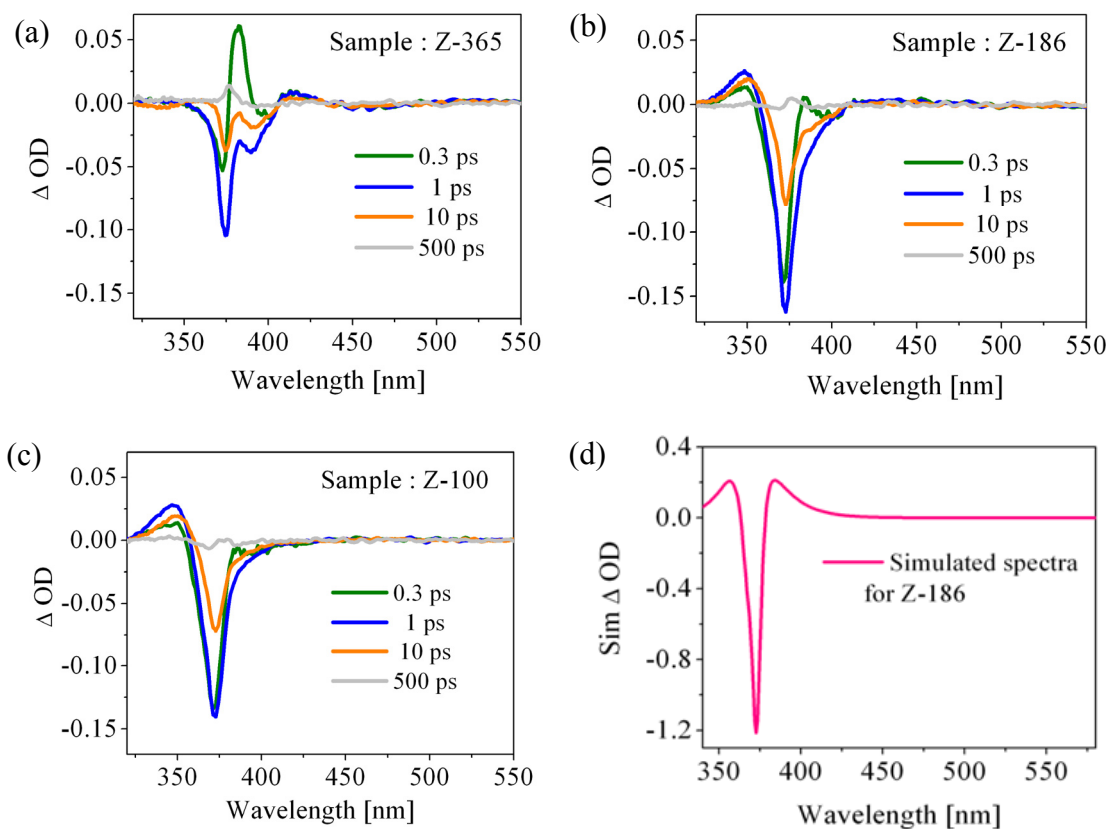 (a)
Sample : Z-365
0.05
0.00
-0.05
-0.10
-0.15
Δ OD
0.3 ps
1 ps
10 ps
500 ps
350 400 450 500 550
Wavelength [nm]
(b)
Sample : Z-186
0.05
0.00
-0.05
-0.10
-0.15
Δ OD
0.3 ps
1 ps
10 ps
500 ps
350 400 450 500 550
Wavelength [nm]
(c)
Sample : Z-100
0.05
0.00
-0.05
-0.10
-0.15
Δ OD
0.3 ps
1 ps
10 ps
500 ps
350 400 450 500 550
Wavelength [nm]
(d)
0.4
0.0
-0.4
-0.8
-1.2
Sim Δ OD
Simulated spectra
for Z-186
350 400 450 500 550
Wavelength [nm]